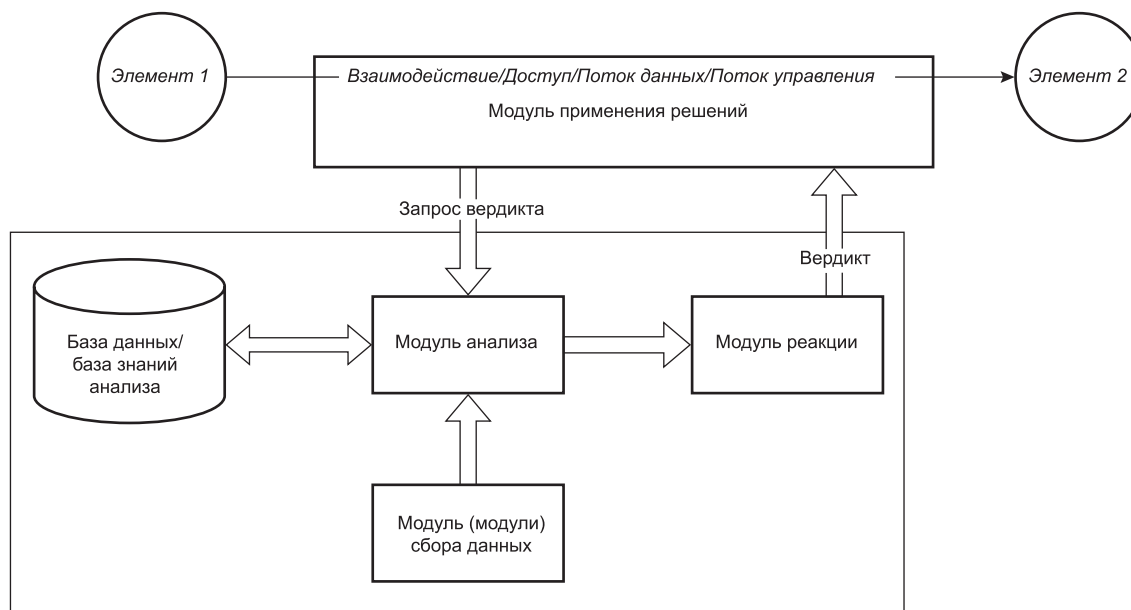 Элемент 1
Взаимодействие/Доступ/Поток данных/Поток управления
Элемент 2
Модуль применения решений
Запрос вердикта
Вердикт
База данных/
база знаний
анализа
Модуль анализа
Модуль реакции
Модуль (модули)
сбора данных